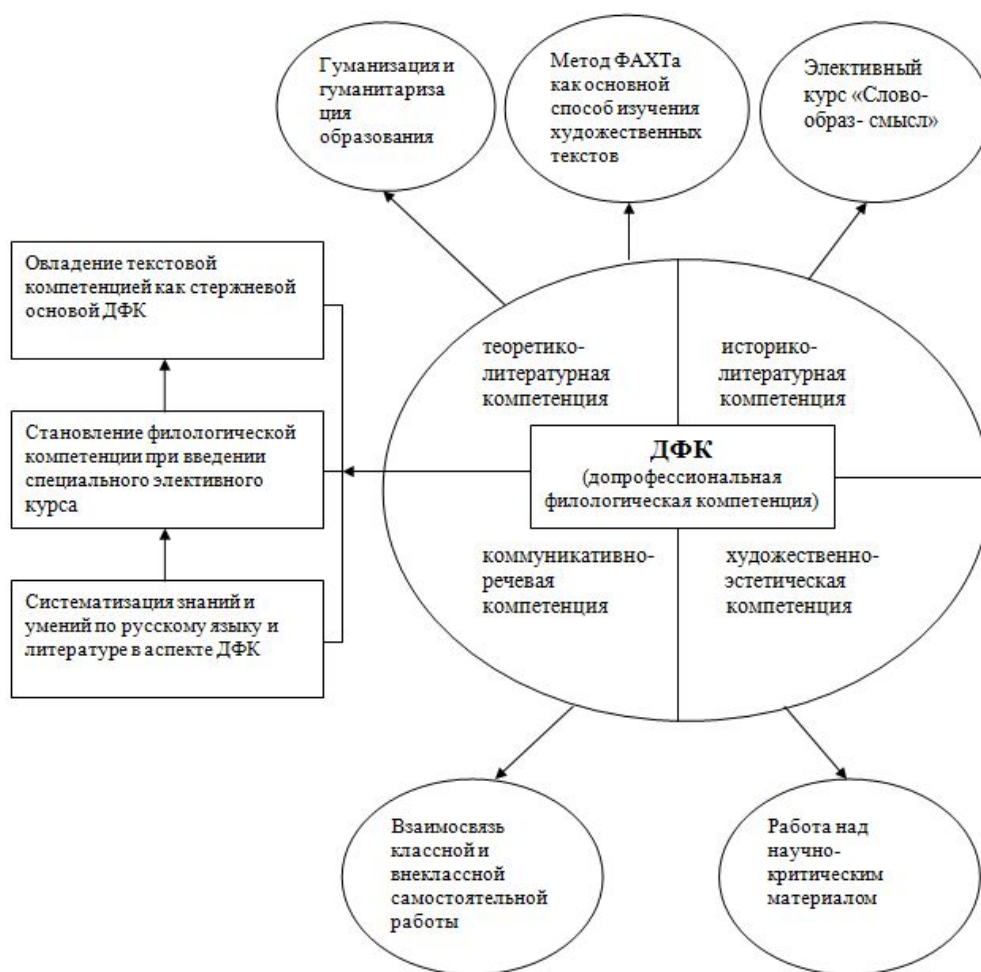 Гуманизация и
гуманитариза
ция
образования
Метод ФАХТа
как основной
способ изучения
художественных
текстов
Элективный
курс «Слово-
образ- смысл»
Овладение текстовой
компетенцией как стержневой
основой ДФК
Становление филологической
компетенции при введении
специального элективного
курса
Систематизация знаний и
умений по русскому языку и
литературе в аспекте ДФК
теоретико-
литературная
компетенция
историко-
литературная
компетенция
ДФК
(допрофессиональная
филологическая компетенция)
коммуникативно-
речевая
компетенция
художественно-
эстетическая
компетенция
Взаимосвязь
классной и
внеклассной
самостоятельной
работы
Работа над
научно-
критическим
материалом